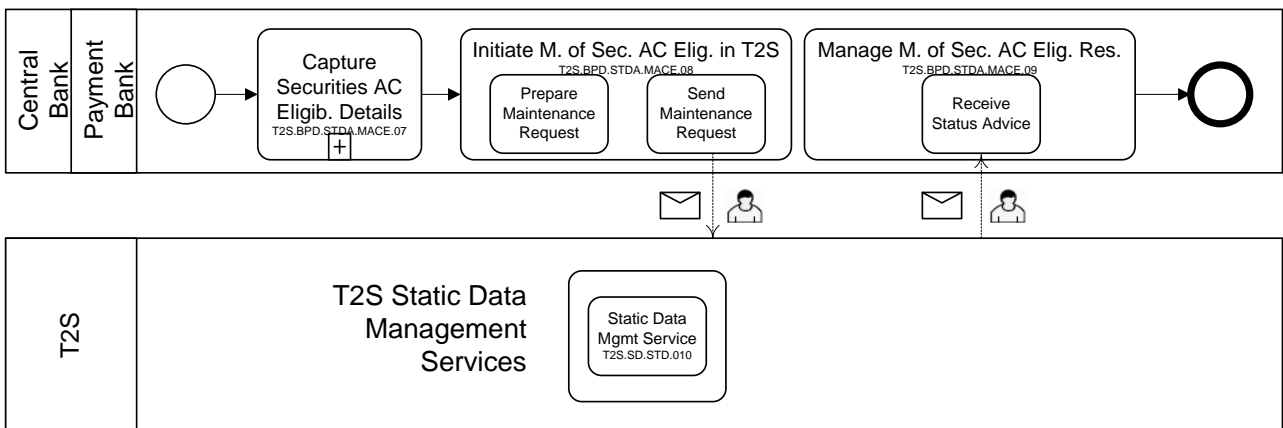 Central
Bank
Payment
Bank
Capture
Securities AC
Eligib. Details
T2S.BPD.STDA.MACE.07
Initiate M. of Sec. AC Elig. in T2S
T2S.BPD.STDA.MACE.08
Prepare
Maintenance
Request
Send
Maintenance
Request
Manage M. of Sec. AC Elig. Res.
T2S.BPD.STDA.MACE.09
Receive
Status Advice
T2S
T2S Static Data
Management
Services
Static Data
Mgmt Service
T2S.SD.STD.010